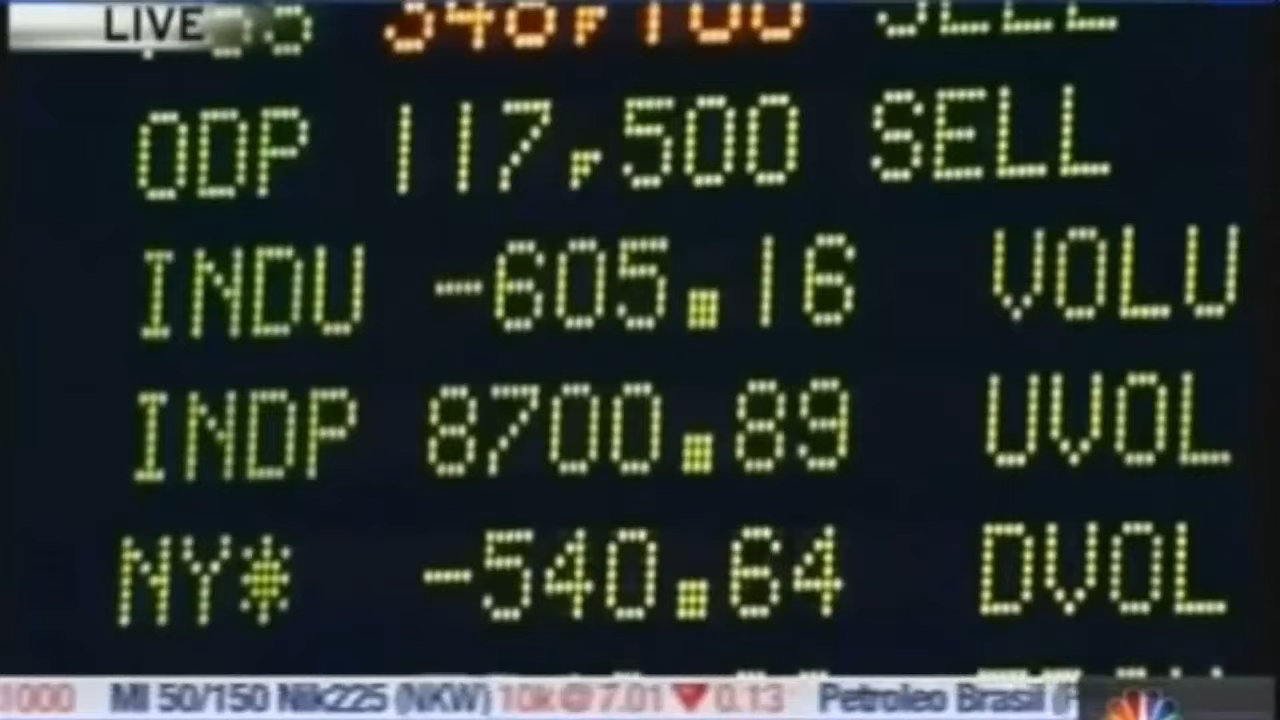 LIVE
ODP 117,500 SELL
INDU -605.16 VOLU
INDP 8700.89 UVOL
NY* -540.64 DVOL
1000 MI 50/150 Nik225 (NKW) 10k@7.01 ▼0.13 Petroleo Brasil